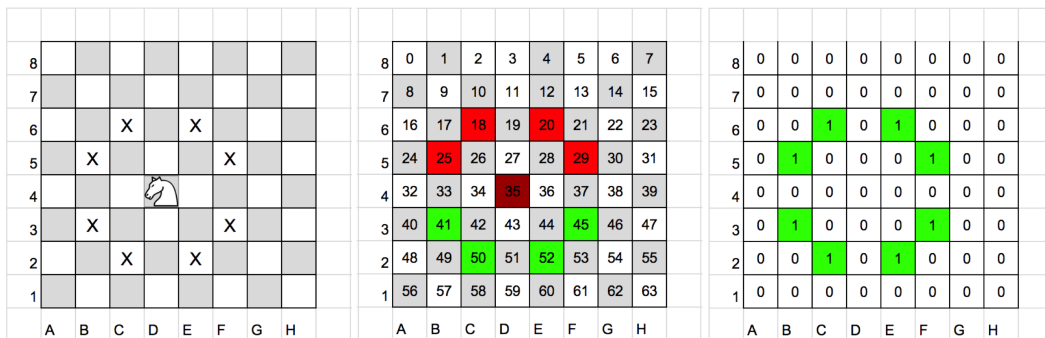 8
7
6 X X
5 X X
4
3 X X
2 X X
1
A B C D E F G H
8 0 1 2 3 4 5 6 7
7 8 9 10 11 12 13 14 15
6 16 17 18 19 20 21 22 23
5 24 25 26 27 28 29 30 31
4 32 33 34 35 36 37 38 39
3 40 41 42 43 44 45 46 47
2 48 49 50 51 52 53 54 55
1 56 57 58 59 60 61 62 63
A B C D E F G H
8 0 0 0 0 0 0 0 0
7 0 0 0 0 0 0 0 0
6 0 0 1 0 1 0 0 0
5 0 1 0 0 0 1 0 0
4 0 0 0 0 0 0 0 0
3 0 1 0 0 0 1 0 0
2 0 0 1 0 1 0 0 0
1 0 0 0 0 0 0 0 0
A B C D E F G H